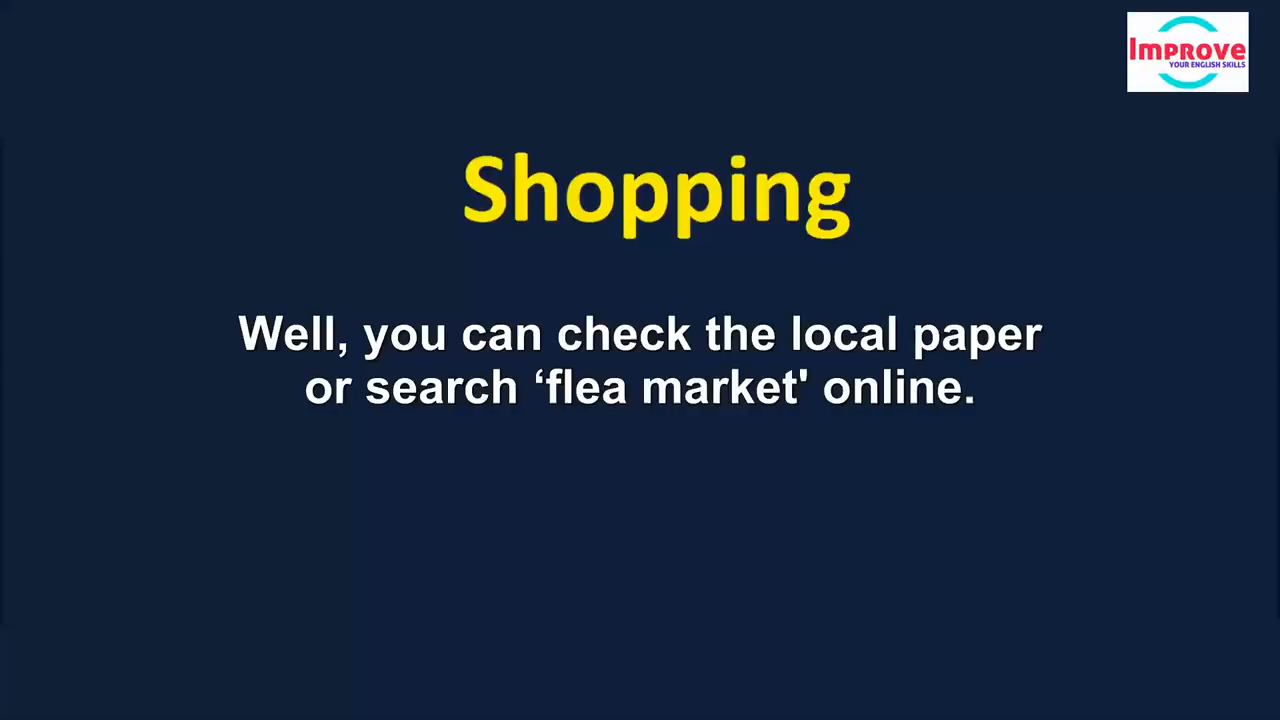 Improve
YOUR ENGLISH SKILLS
Shopping
Well, you can check the local paper
or search ‘flea market' online.